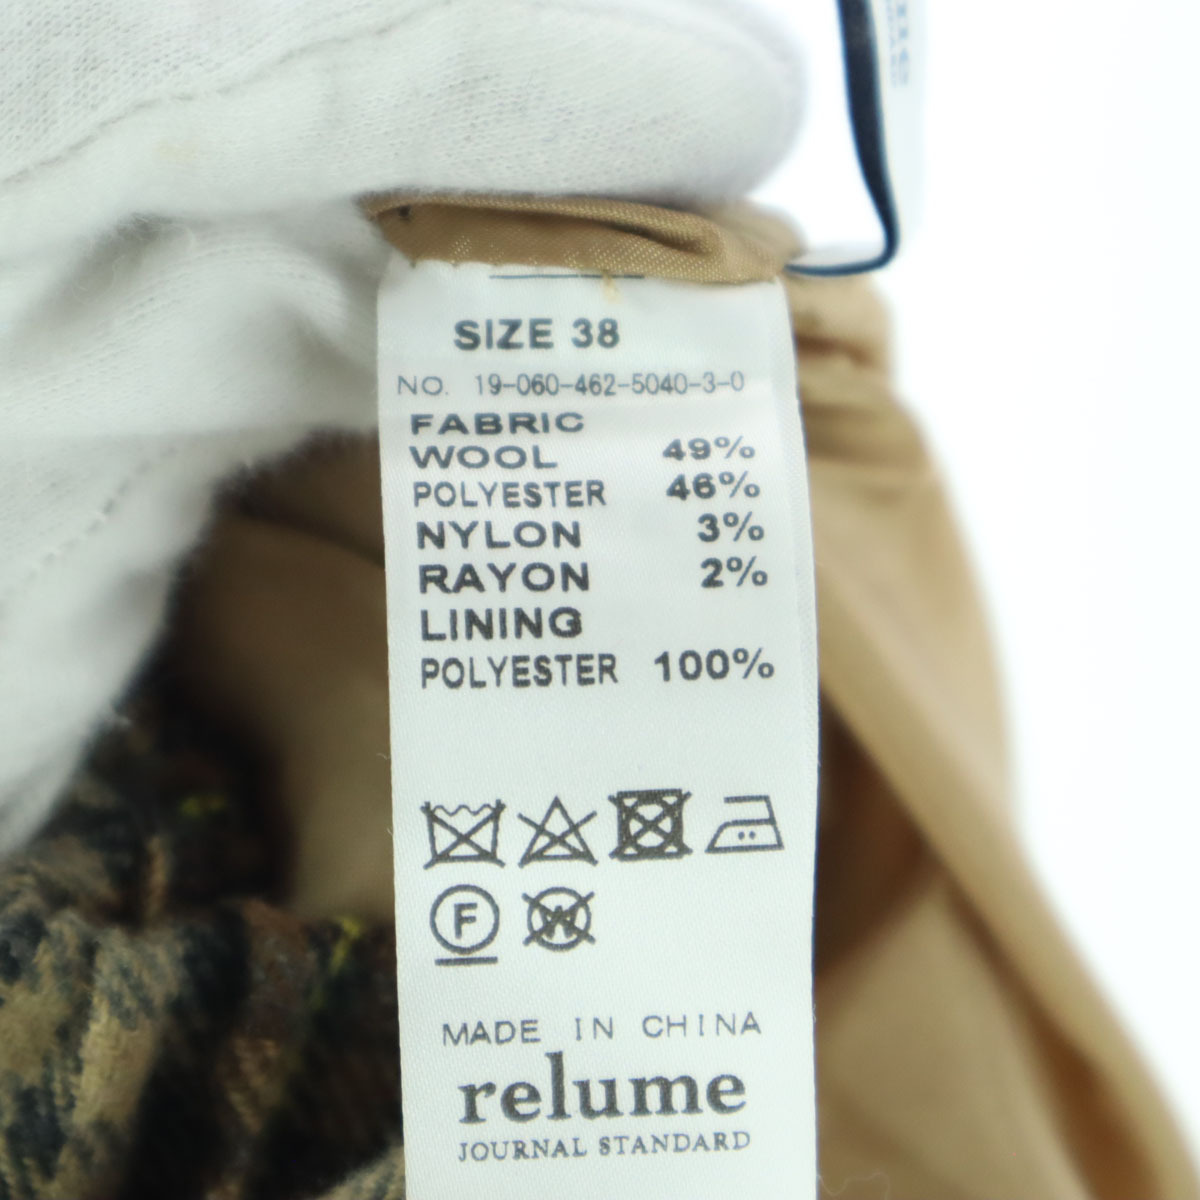 SIZE 38
NO. 19-060-462-5040-3-0
FABRIC
WOOL 49%
POLYESTER 46%
NYLON 3%
RAYON 2%
LINING
POLYESTER 100%
F W
MADE IN CHINA
relume
JOURNAL STANDARD